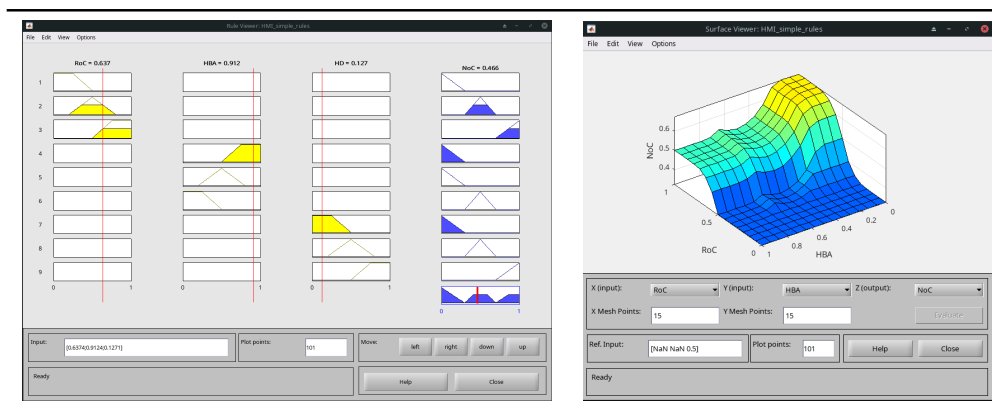 Rule Viewer: HMI_simple_rules
File Edit View Options
RoC = 0.637 HBA = 0.912 HD = 0.127 NoC = 0.466
1
2
3
4
5
6
7
8
9
0 1 0 1 0 1
0 1
Input: [0.6374;0.9124;0.1271] Plot points: 101 Move: left right down up
Ready Help Close
Surface Viewer: HMI_simple_rules
File Edit View Options
NoC
0.6
0.5
0.4
1
0.5
0
RoC
1
0.8
0.6
0.4
0.2
0
HBA
X (input): RoC Y (input): HBA Z (output): NoC
X Mesh Points: 15 Y Mesh Points: 15 Evaluate
Ref. Input: [NaN NaN 0.5] Plot points: 101 Help Close
Ready